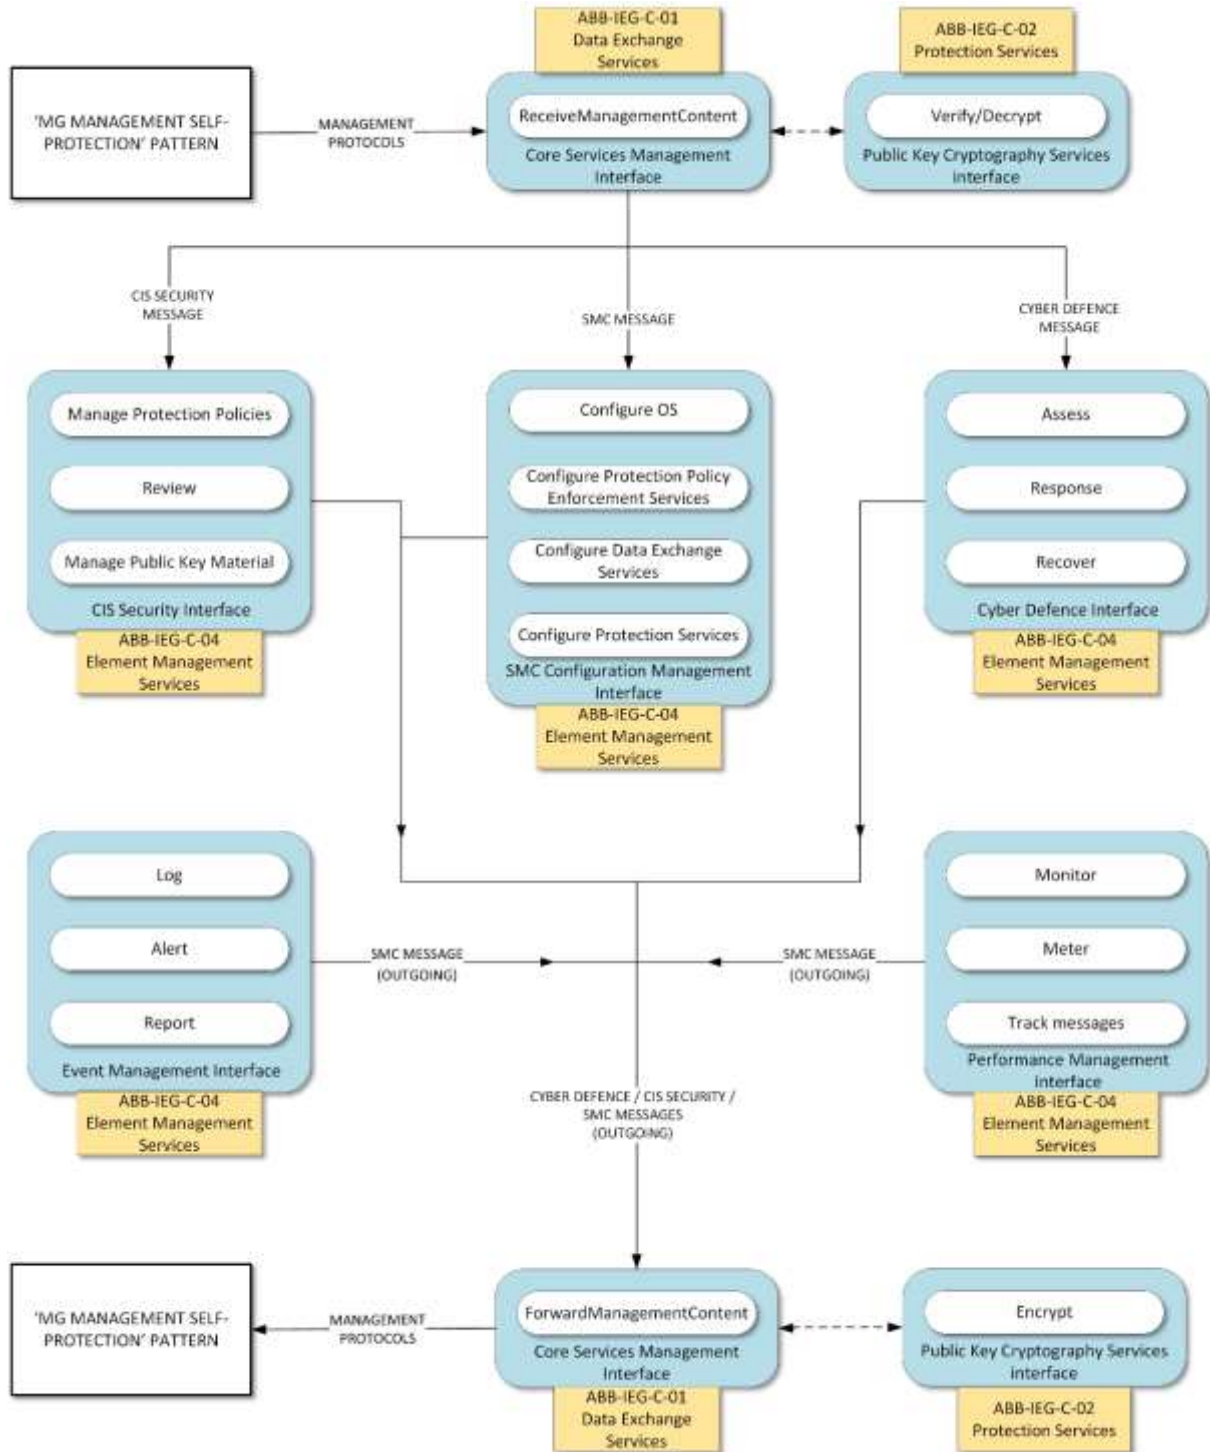 ABB-IEG-C-01
Data Exchange
Services
ABB-IEG-C-02
Protection Services
'MG MANAGEMENT SELF-
PROTECTION' PATTERN
MANAGEMENT
PROTOCOLS
ReceiveManagementContent
Core Services Management
Interface
Verify/Decrypt
Public Key Cryptography Services
interface
CIS SECURITY
MESSAGE
SMC MESSAGE
CYBER DEFENCE
MESSAGE
Manage Protection Policies
Review
Manage Public Key Material
CIS Security Interface
ABB-IEG-C-04
Element Management
Services
Configure OS
Configure Protection Policy
Enforcement Services
Configure Data Exchange
Services
Configure Protection Services
SMC Configuration Management
Interface
ABB-IEG-C-04
Element Management
Services
Assess
Response
Recover
Cyber Defence Interface
ABB-IEG-C-04
Element Management
Services
Log
Alert
Report
Event Management Interface
ABB-IEG-C-04
Element Management
Services
SMC MESSAGE
(OUTGOING)
SMC MESSAGE
(OUTGOING)
Monitor
Meter
Track messages
Performance Management
interface
ABB-IEG-C-04
Element Management
Services
CYBER DEFENCE / CIS SECURITY /
SMC MESSAGES
(OUTGOING)
'MG MANAGEMENT SELF-
PROTECTION' PATTERN
MANAGEMENT
PROTOCOLS
ForwardManagementContent
Core Services Management
Interface
ABB-IEG-C-01
Data Exchange
Services
Encrypt
Public Key Cryptography Services
interface
ABB-IEG-C-02
Protection Services